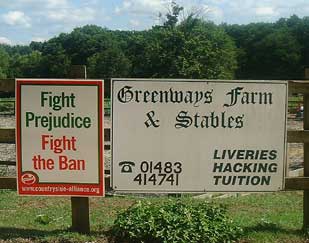 Fight
Prejudice
Fight
the Ban
www.countryside-alliance.org
Greenways Farm
& Stables
01483
414741
LIVERIES
HACKING
TUITION